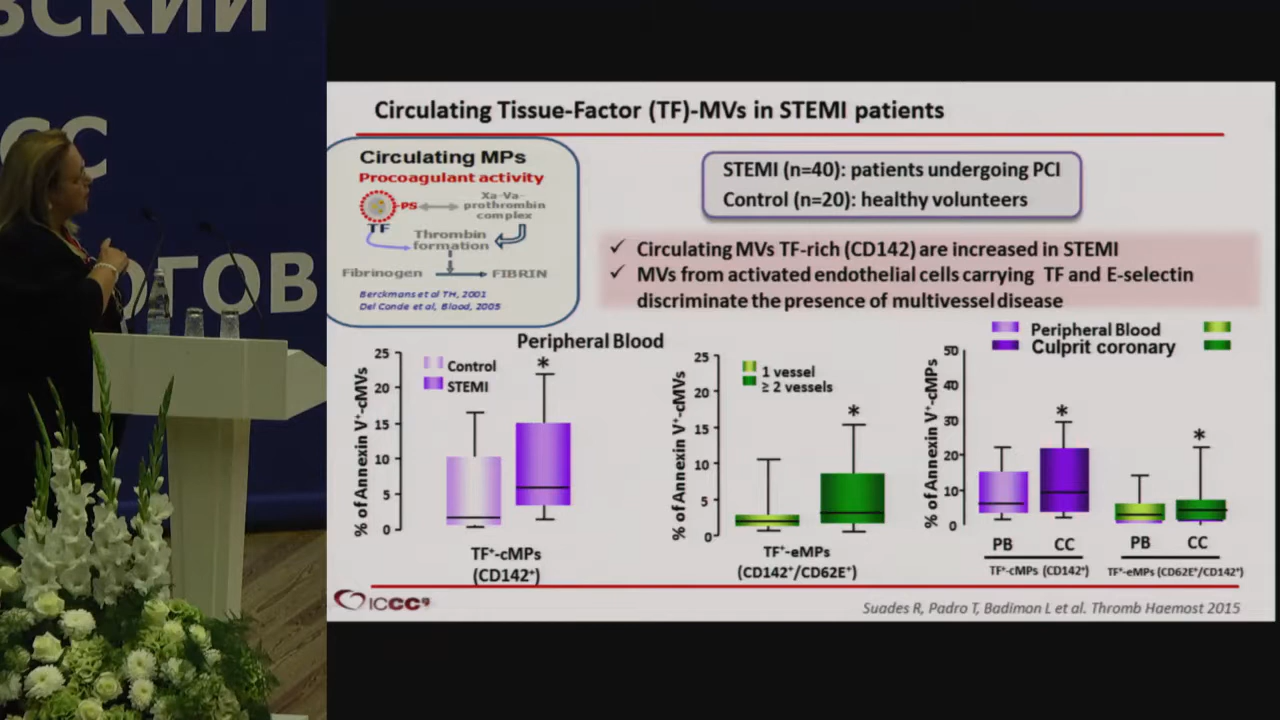 ВСКИЙ
СС
ОТОВ
Circulating Tissue-Factor (TF)-MVs in STEMI patients
Circulating MPs
Procoagulant activity
PS
Xa-Va-
prothrombin
complex
TF
Thrombin
formation
Fibrinogen
FIBRIN
Berckmans et al TH, 2001
Del Conde et al, Blood, 2005
STEMI (n=40): patients undergoing PCI
Control (n=20): healthy volunteers
✓ Circulating MVs TF-rich (CD142) are increased in STEMI
✓ MVs from activated endothelial cells carrying TF and E-selectin
discriminate the presence of multivessel disease
Peripheral Blood
% of Annexin V⁺-cMVs
25
20
15
10
5
0
Control
STEMI
*
TF⁺-cMPs
(CD142⁺)
% of Annexin V⁺-cMVs
25
20
15
10
5
0
1 vessel
≥ 2 vessels
*
TF⁺-eMPs
(CD142⁺/CD62E⁺)
Peripheral Blood
Culprit coronary
% of Annexin V⁺-cMPs
50
40
30
20
10
0
*
*
PB CC PB CC
TF⁺-cMPs (CD142⁺) TF⁺-eMPs (CD62E⁺/CD142⁺)
ICCC
Suades R, Padro T, Badimon L et al. Thromb Haemost 2015